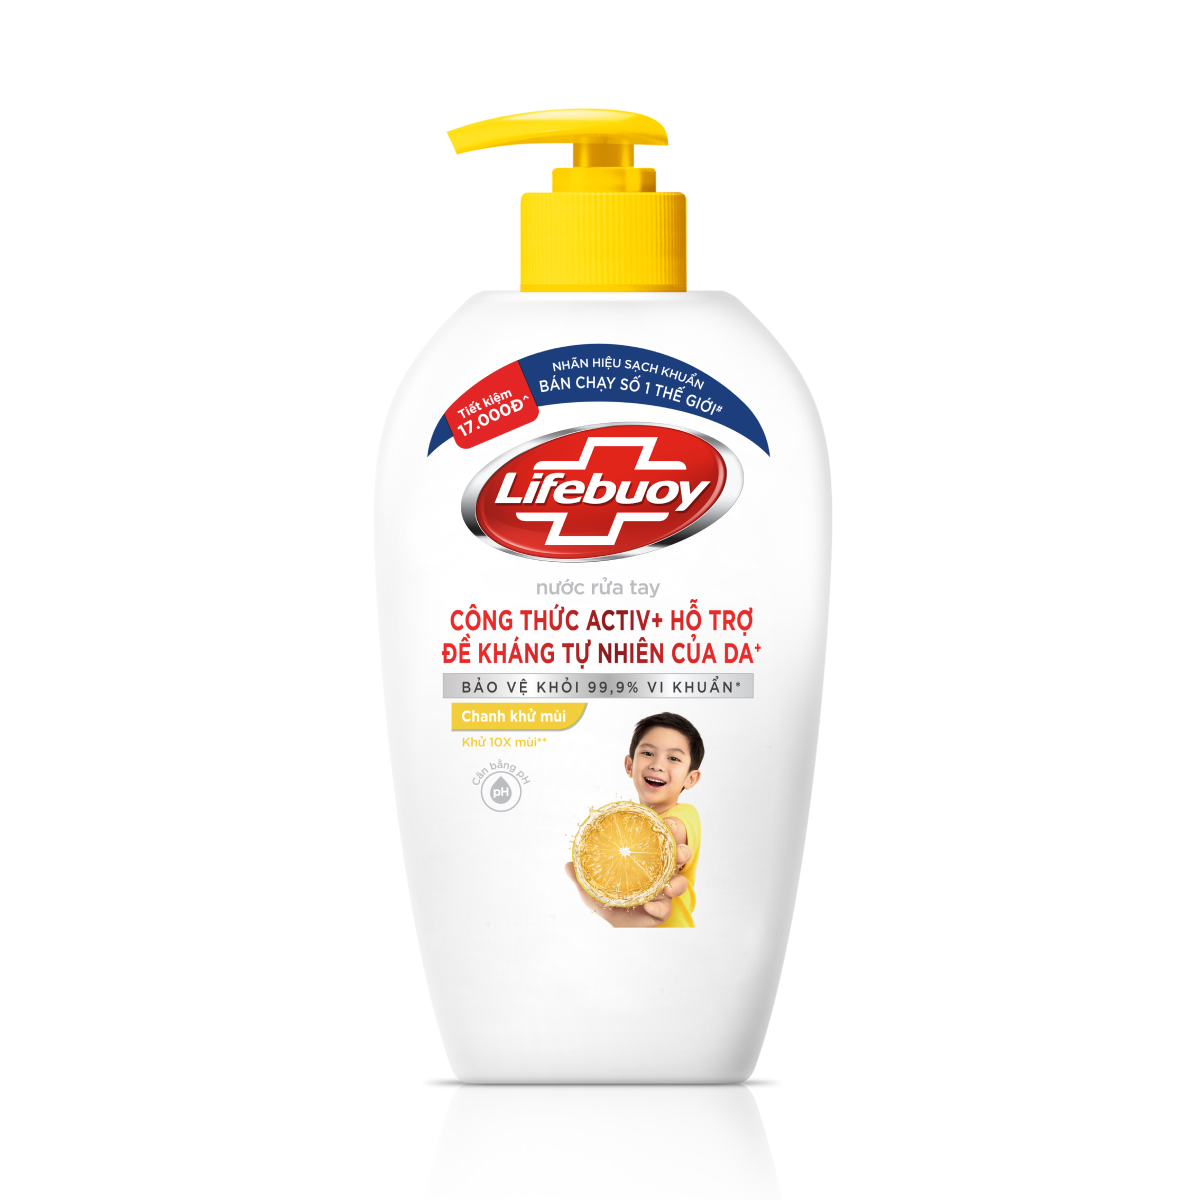 NHÃN HIỆU SẠCH KHUẨN
BÁN CHẠY SỐ 1 THẾ GIỚI#
Tiết kiệm
17.000Đ^
Lifebuoy
nước rửa tay
CÔNG THỨC ACTIV+ HỖ TRỢ
ĐỀ KHÁNG TỰ NHIÊN CỦA DA+
BẢO VỆ KHỎI 99,9% VI KHUẨN*
Chanh khử mùi
Khử 10X mùi**
Cân bằng pH
pH